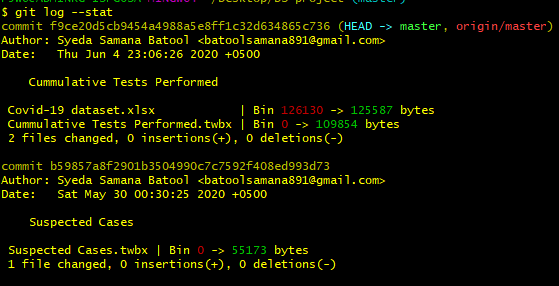 $ git log --stat
commit f9ce20d5cb9454a4988a5e8ff1c32d634865c736 (HEAD -> master, origin/master)
Author: Syeda Samana Batool <batoolsamana891@gmail.com>
Date:   Thu Jun 4 23:06:26 2020 +0500
Cummulative Tests Performed
Covid-19 dataset.xlsx | Bin 126130 -> 125587 bytes
Cummulative Tests Performed.twbx | Bin 0 -> 109854 bytes
2 files changed, 0 insertions(+), 0 deletions(-)
commit b59857a8f2901b3504990c7c7592f408ed993d73
Author: Syeda Samana Batool <batoolsamana891@gmail.com>
Date:   Sat May 30 00:30:25 2020 +0500
Suspected Cases
Suspected Cases.twbx | Bin 0 -> 55173 bytes
1 file changed, 0 insertions(+), 0 deletions(-)